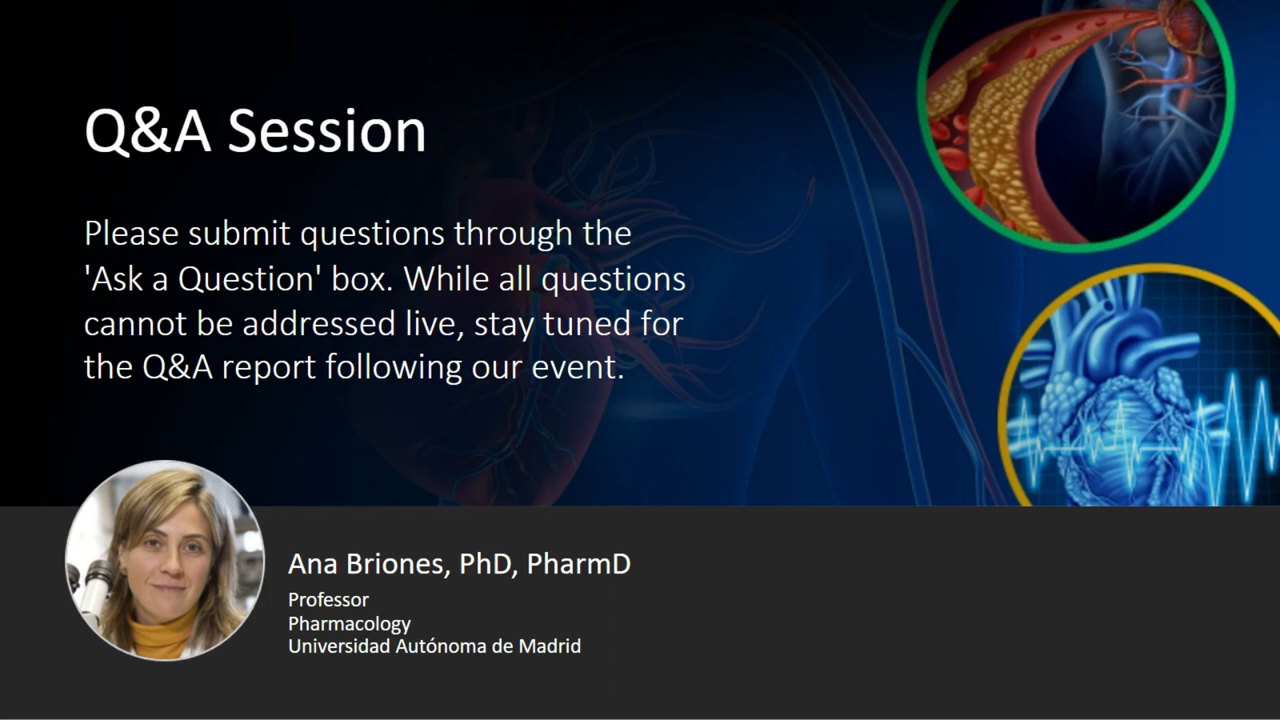 Q&A Session
Please submit questions through the
'Ask a Question' box. While all questions
cannot be addressed live, stay tuned for
the Q&A report following our event.
Ana Briones, PhD, PharmD
Professor
Pharmacology
Universidad Autónoma de Madrid